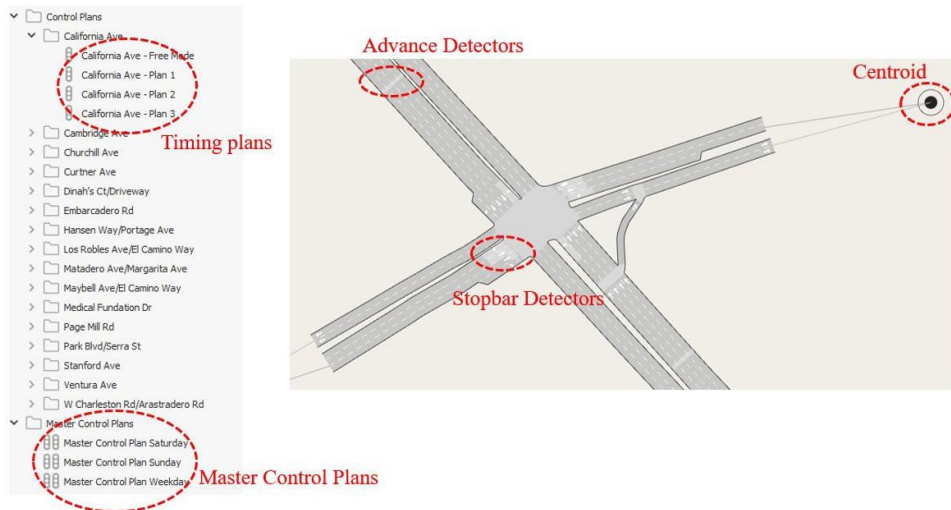 Control Plans
California Ave
California Ave - Free Mode
California Ave - Plan 1
California Ave - Plan 2
California Ave - Plan 3
Timing plans
Cambridge Ave
Churchill Ave
Curtner Ave
Dinah's Ct/Driveway
Embarcadero Rd
Hansen Way/Portage Ave
Los Robles Ave/El Camino Way
Matadero Ave/Margarita Ave
Maybell Ave/El Camino Way
Medical Fundation Dr
Page Mill Rd
Park Blvd/Serra St
Stanford Ave
Ventura Ave
W Charleston Rd/Arastradero Rd
Master Control Plans
Master Control Plan Saturday
Master Control Plan Sunday
Master Control Plan Weekday
Master Control Plans
Advance Detectors
Centroid
Stopbar Detectors